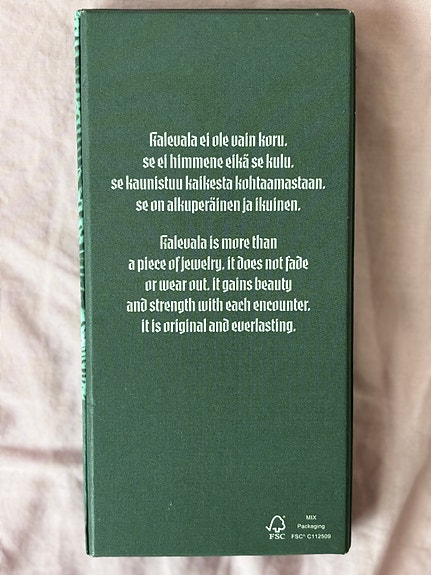 Kalevala ei ole vain koru.
se ei himmene eikä se kulu.
se kaunistuu kaikesta kohtaamastaan.
se on alkuperäinen ja ikuinen.
Kalevala is more than
a piece of jewelry. it does not fade
or wear out. it gains beauty
and strength with each encounter.
it is original and everlasting.
FSC
MIX
Packaging
FSC® C112509